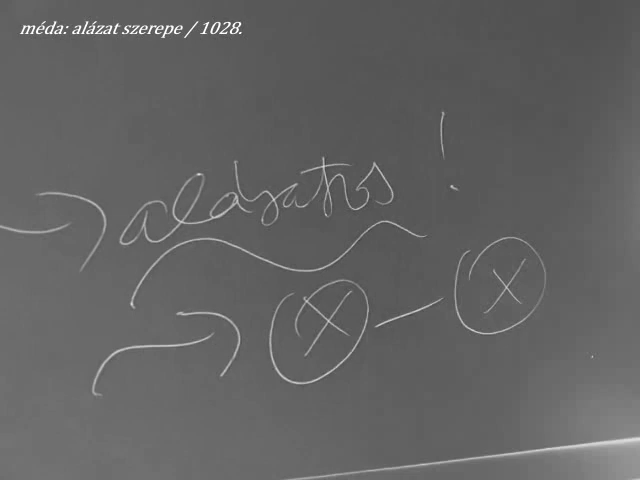 méda: alázat szerepe / 1028.
→ alázatos!
→ Ⓧ — Ⓧ